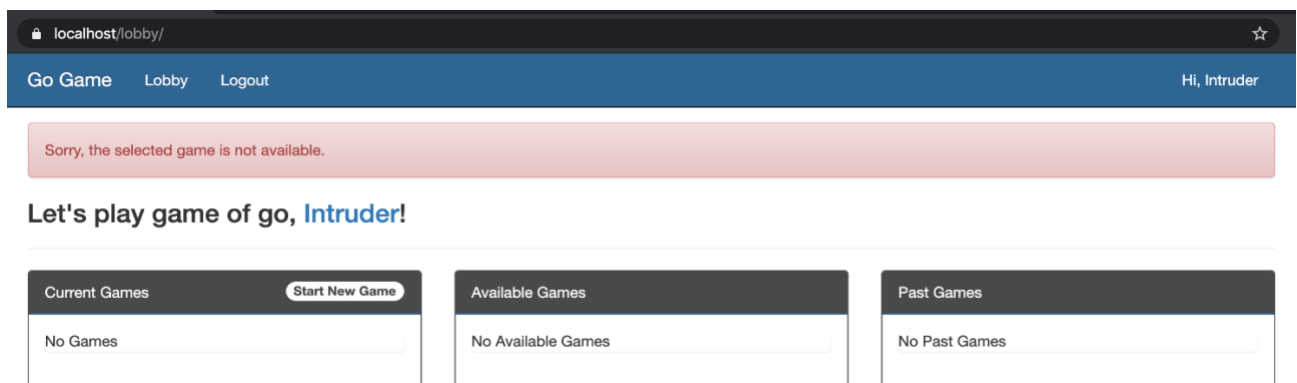 localhost/lobby/
Go Game Lobby Logout Hi, Intruder
Sorry, the selected game is not available.
Let's play game of go, Intruder!
Current Games Start New Game
No Games
Available Games
No Available Games
Past Games
No Past Games